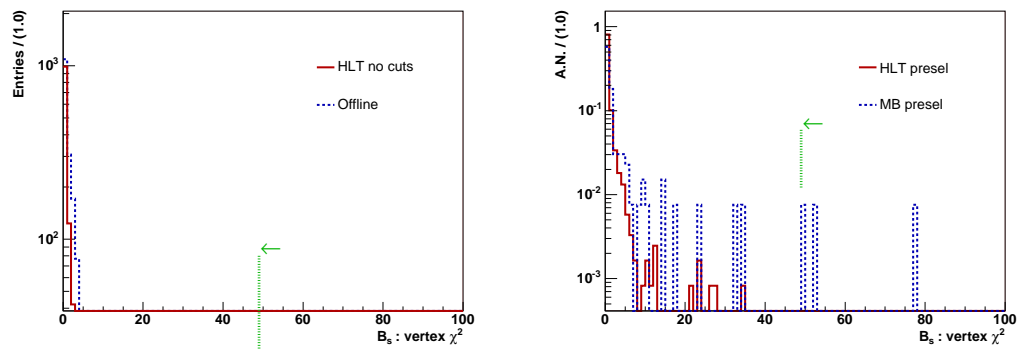 Entries / (1.0)
10³
10²
HLT no cuts
Offline
0 20 40 60 80 100
Bₛ : vertex χ²
A.N. / (1.0)
1
10⁻¹
10⁻²
10⁻³
HLT presel
MB presel
0 20 40 60 80 100
Bₛ : vertex χ²